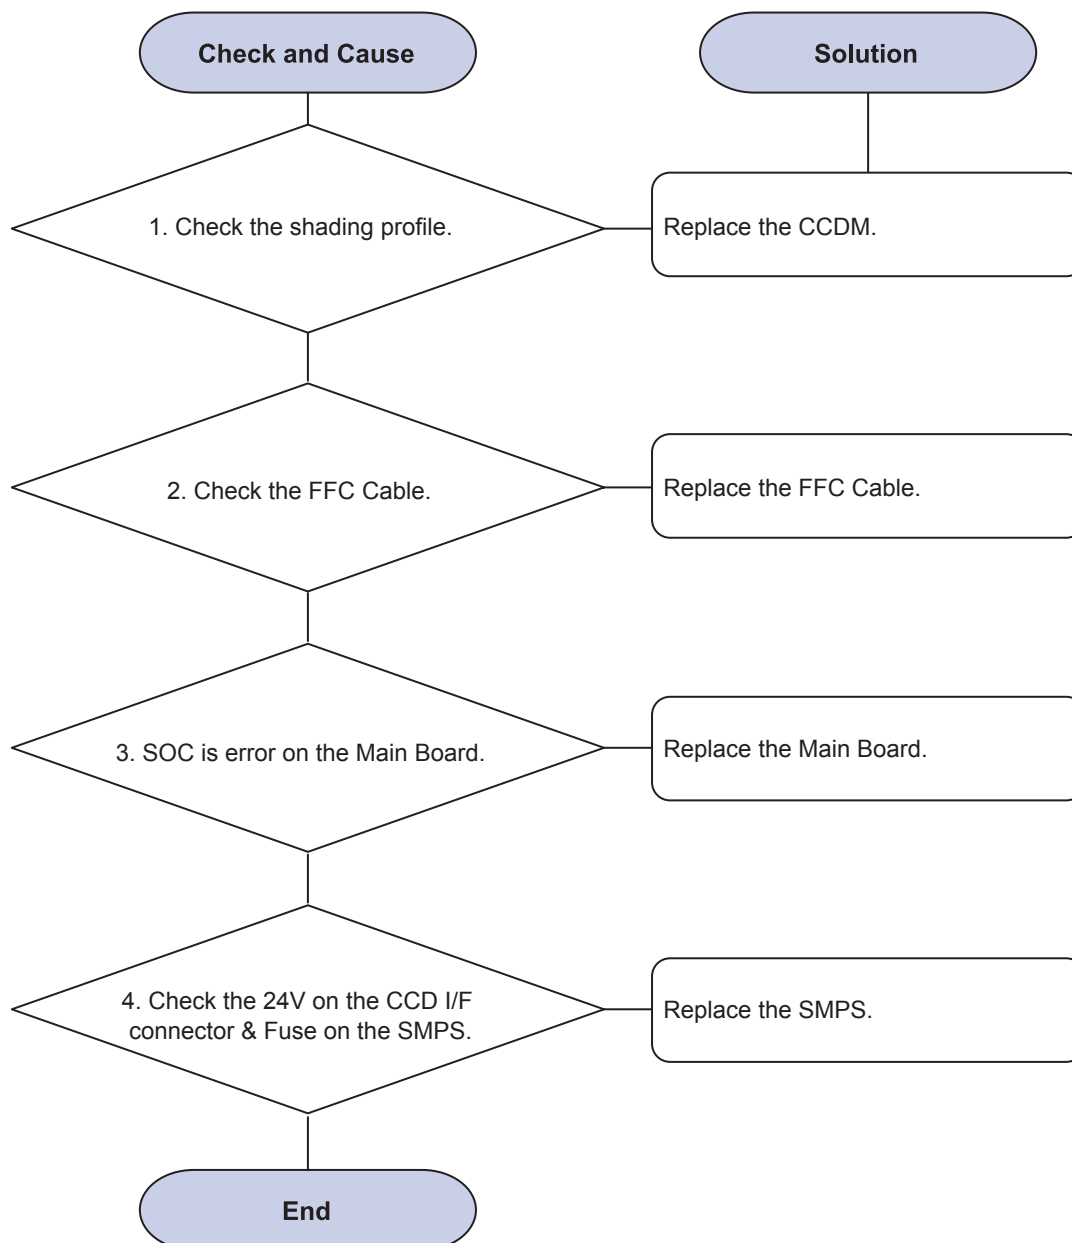 Check and Cause
Solution
1. Check the shading profile.
Replace the CCDM.
2. Check the FFC Cable.
Replace the FFC Cable.
3. SOC is error on the Main Board.
Replace the Main Board.
4. Check the 24V on the CCD I/F
connector & Fuse on the SMPS.
Replace the SMPS.
End